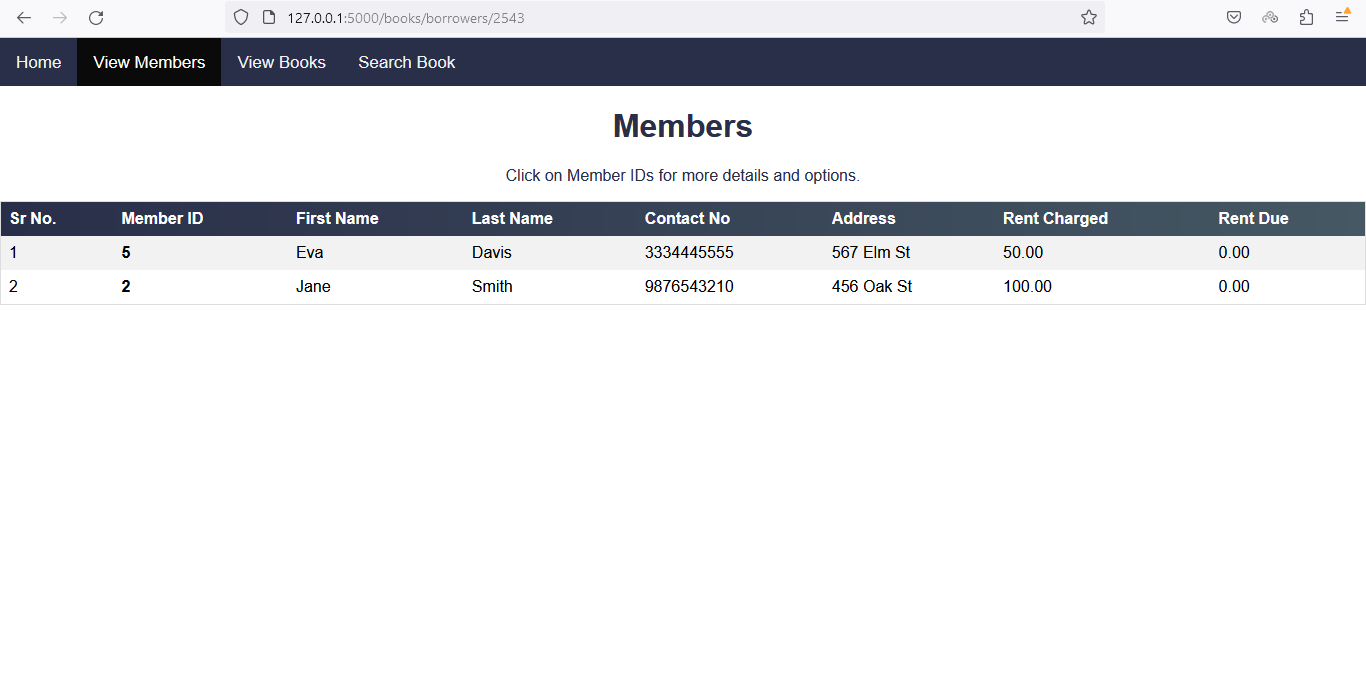 127.0.0.1:5000/books/borrowers/2543
Home View Members View Books Search Book
Members
Click on Member IDs for more details and options.
Sr No. Member ID First Name Last Name Contact No Address Rent Charged Rent Due
1 5 Eva Davis 3334445555 567 Elm St 50.00 0.00
2 2 Jane Smith 9876543210 456 Oak St 100.00 0.00